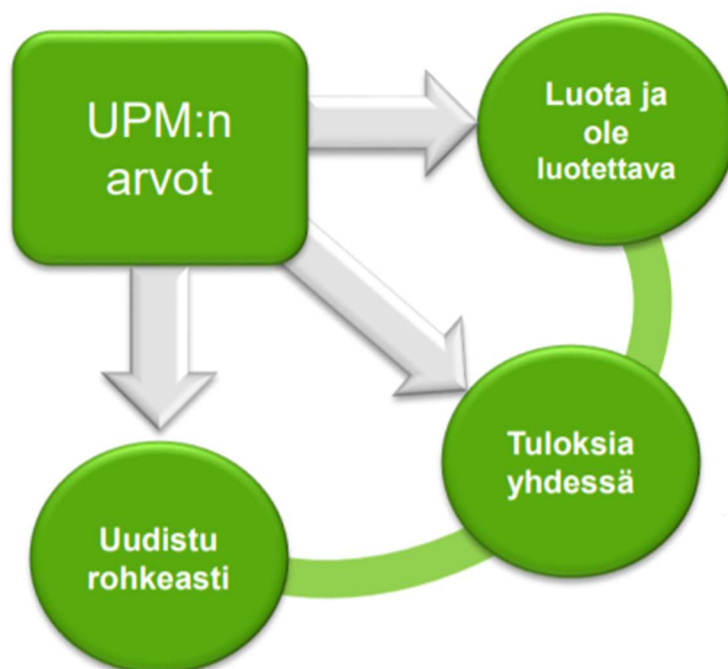 UPM:n
arvot
Luota ja
ole
luotettava
Tuloksia
yhdessä
Uudistu
rohkeasti